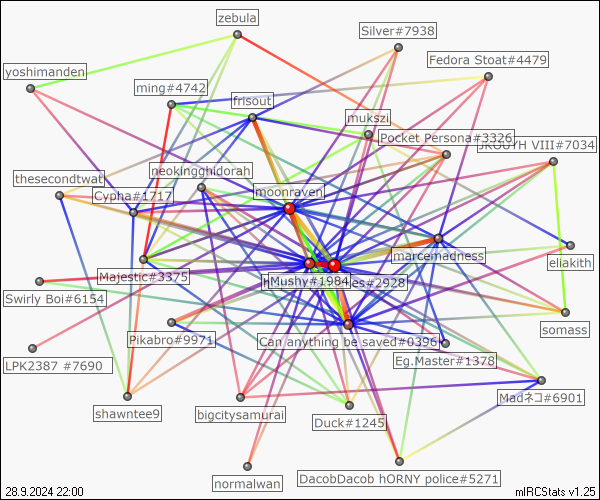 zebula
Silver#7938
Fedora Stoat#4479
yoshimanden
ming#4742
frisout
mukszi
Pocket Persona#3326
JROUTH VIII#7034
neokingghidorah
thesecondtwat
Cypha#1717
moonraven
marcemadness
eliakith
Majestic#3375
Mushy#1984
les#2928
Swirly Boi#6154
somass
Pikabro#9971
Can anything be saved#0396
Eg.Master#1378
LPK2387 #7690
Madネコ#6901
shawntee9
bigcitysamurai
Duck#1245
normalwan
DacobDacob hORNY police#5271
28.9.2024 22:00
mIRCStats v1.25